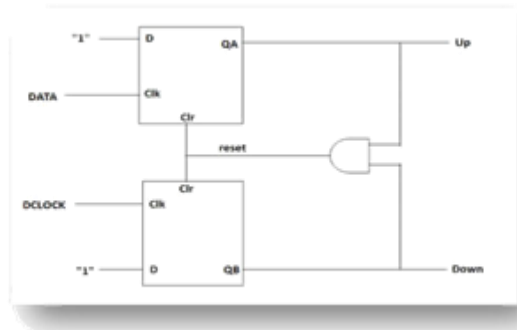 "1" D QA Up
DATA Clk
Clr
reset
Clr
DCLOCK Clk
"1" D QB Down